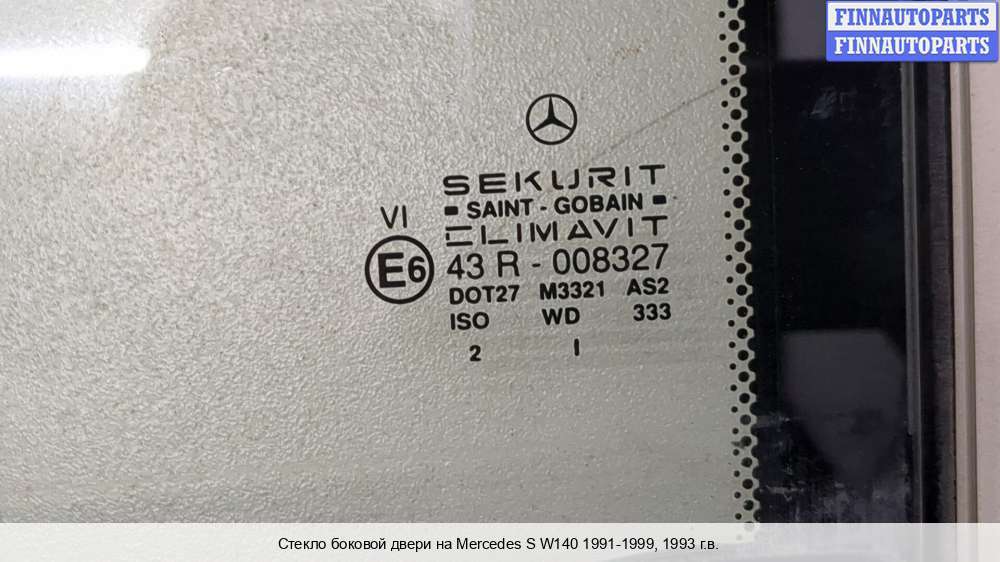 FINNAUTOPARTS
FINNAUTOPARTS
SEKURIT
SAINT - GOBAIN
CLIMAVIT
VI
E6
43 R - 008327
DOT27 M3321 AS2
ISO WD 333
2 I
Стекло боковой двери на Mercedes S W140 1991-1999, 1993 г.в.